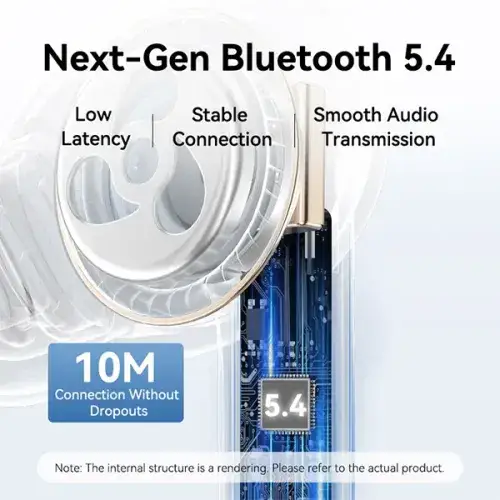 Next-Gen Bluetooth 5.4
Low
Latency
Stable
Connection
Smooth Audio
Transmission
10M
Connection Without
Dropouts
5.4
Note: The internal structure is a rendering. Please refer to the actual product.